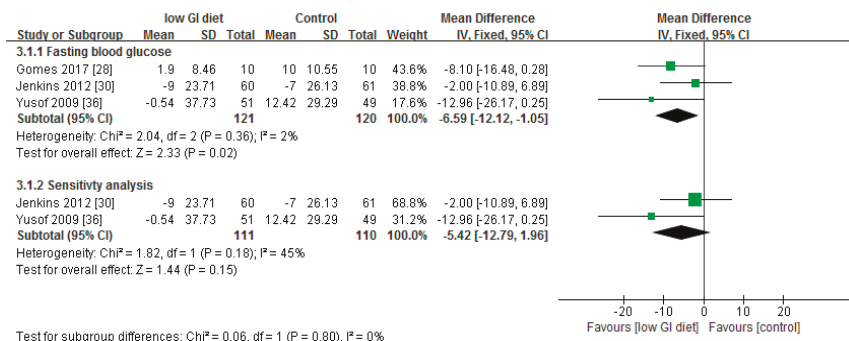 low GI diet Control Mean Difference Mean Difference
Study or Subgroup Mean SD Total Mean SD Total Weight IV, Fixed, 95% CI IV, Fixed, 95% CI
3.1.1 Fasting blood glucose
Gomes 2017 [28] 1.9 8.46 10 10 10.55 10 43.6% -8.10 [-16.48, 0.28]
Jenkins 2012 [30] -9 23.71 60 -7 26.13 61 38.8% -2.00 [-10.89, 6.89]
Yusof 2009 [36] -0.54 37.73 51 12.42 29.29 49 17.6% -12.96 [-26.17, 0.25]
Subtotal (95% CI) 121 120 100.0% -6.59 [-12.12, -1.05]
Heterogeneity: Chi² = 2.04, df = 2 (P = 0.36); I² = 2%
Test for overall effect: Z = 2.33 (P = 0.02)
3.1.2 Sensitivty analysis
Jenkins 2012 [30] -9 23.71 60 -7 26.13 61 68.8% -2.00 [-10.89, 6.89]
Yusof 2009 [36] -0.54 37.73 51 12.42 29.29 49 31.2% -12.96 [-26.17, 0.25]
Subtotal (95% CI) 111 110 100.0% -5.42 [-12.79, 1.96]
Heterogeneity: Chi² = 1.82, df = 1 (P = 0.18); I² = 45%
Test for overall effect: Z = 1.44 (P = 0.15)
-20 -10 0 10 20
Favours [low GI diet] Favours [control]
Test for subgroup differences: Chi² = 0.06, df = 1 (P = 0.80), I² = 0%